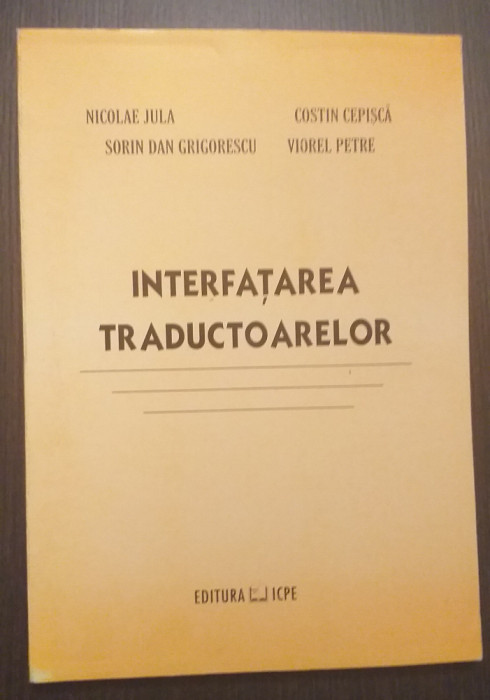 NICOLAE JULA COSTIN CEPIȘCĂ
SORIN DAN GRIGORESCU VIOREL PETRE
INTERFAȚAREA
TRADUCTOARELOR
EDITURA ICPE